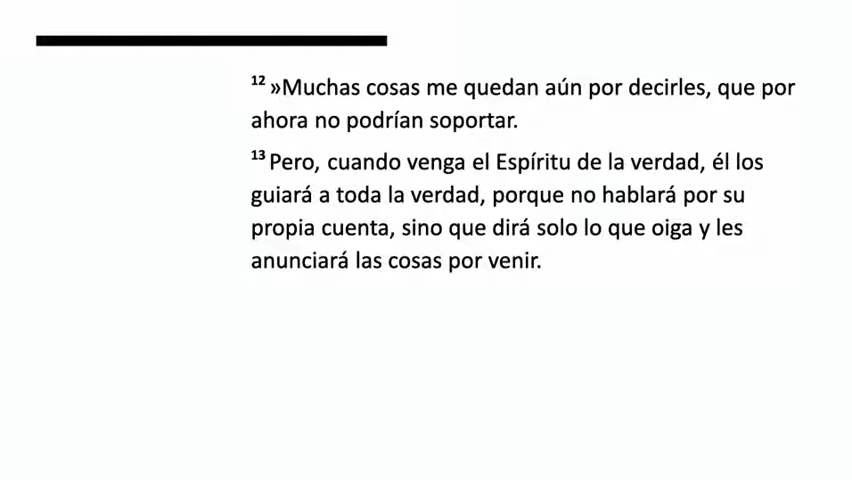 12 »Muchas cosas me quedan aún por decirles, que por
ahora no podrían soportar.
13 Pero, cuando venga el Espíritu de la verdad, él los
guiará a toda la verdad, porque no hablará por su
propia cuenta, sino que dirá solo lo que oiga y les
anunciará las cosas por venir.